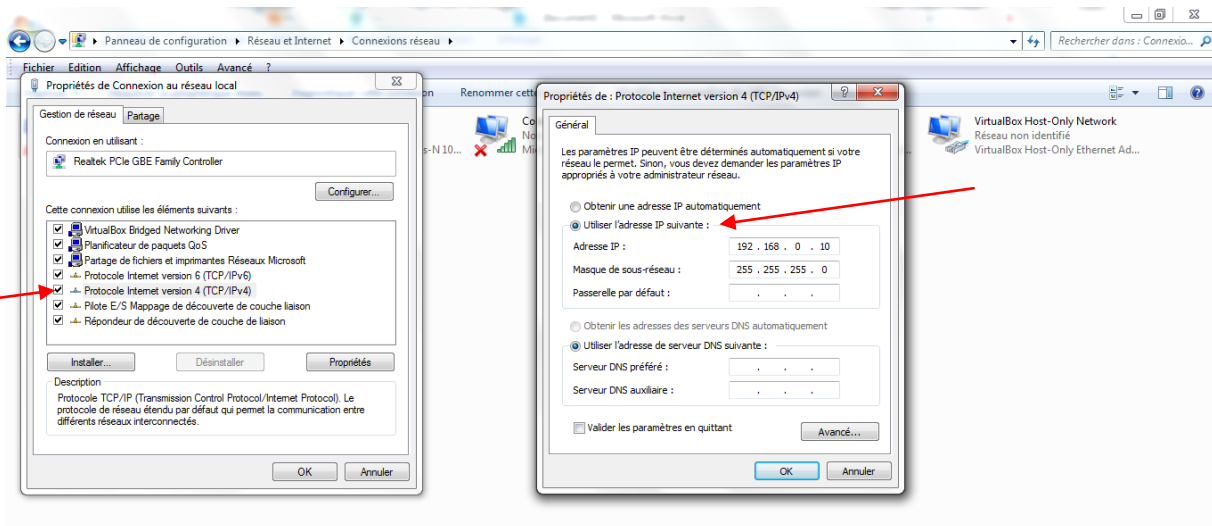 Panneau de configuration ▸ Réseau et Internet ▸ Connexions réseau ▸
Rechercher dans : Connexio...
Fichier Edition Affichage Outils Avancé ?
Propriétés de Connexion au réseau local
Gestion de réseau Partage
Connexion en utilisant :
Realtek PCIe GBE Family Controller
Configurer...
Cette connexion utilise les éléments suivants :
VirtualBox Bridged Networking Driver
Planificateur de paquets QoS
Partage de fichiers et imprimantes Réseaux Microsoft
Protocole Internet version 6 (TCP/IPv6)
Protocole Internet version 4 (TCP/IPv4)
Pilote E/S Mappage de découverte de couche liaison
Répondeur de découverte de couche de liaison
Installer... Désinstaller Propriétés
Description
Protocole TCP/IP (Transmission Control Protocol/Internet Protocol). Le
protocole de réseau étendu par défaut qui permet la communication entre
différents réseaux interconnectés.
OK Annuler
on Renommer cette
s-N 10...
Co
No
Mi
Propriétés de : Protocole Internet version 4 (TCP/IPv4)
Général
Les paramètres IP peuvent être déterminés automatiquement si votre
réseau le permet. Sinon, vous devez demander les paramètres IP
appropriés à votre administrateur réseau.
Obtenir une adresse IP automatiquement
Utiliser l'adresse IP suivante :
Adresse IP : 192 . 168 . 0 . 10
Masque de sous-réseau : 255 . 255 . 255 . 0
Passerelle par défaut : . . .
Obtenir les adresses des serveurs DNS automatiquement
Utiliser l'adresse de serveur DNS suivante :
Serveur DNS préféré : . . .
Serveur DNS auxiliaire : . . .
Valider les paramètres en quittant
Avancé...
OK Annuler
VirtualBox Host-Only Network
Réseau non identifié
VirtualBox Host-Only Ethernet Ad...